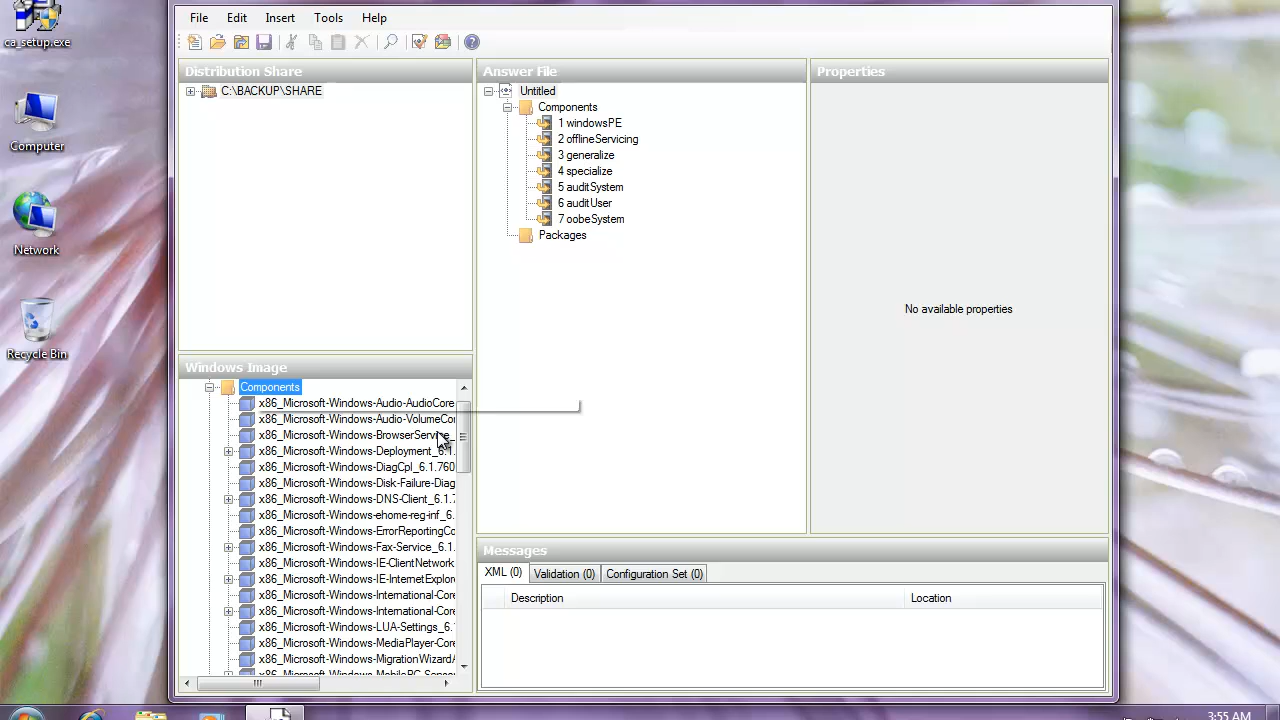 ca_setup.exe
Computer
Network
Recycle Bin
File Edit Insert Tools Help
Distribution Share
C:\BACKUP\SHARE
Windows Image
Components
x86_Microsoft-Windows-Audio-AudioCore
x86_Microsoft-Windows-Audio-VolumeCo
x86_Microsoft-Windows-BrowserService_
x86_Microsoft-Windows-Deployment_6.1.
x86_Microsoft-Windows-DiagCpl_6.1.760
x86_Microsoft-Windows-Disk-Failure-Diag
x86_Microsoft-Windows-DNS-Client_6.1.7
x86_Microsoft-Windows-ehome-reg-inf_6.
x86_Microsoft-Windows-ErrorReportingCo
x86_Microsoft-Windows-Fax-Service_6.1.
x86_Microsoft-Windows-IE-ClientNetwork
x86_Microsoft-Windows-IE-InternetExplor
x86_Microsoft-Windows-International-Core
x86_Microsoft-Windows-International-Core
x86_Microsoft-Windows-LUA-Settings_6.1
x86_Microsoft-Windows-MediaPlayer-Core
x86_Microsoft-Windows-MigrationWizardA
Answer File
Untitled
Components
1 windowsPE
2 offlineServicing
3 generalize
4 specialize
5 auditSystem
6 auditUser
7 oobeSystem
Packages
Properties
No available properties
Messages
XML (0) Validation (0) Configuration Set (0)
Description Location
3:55 AM